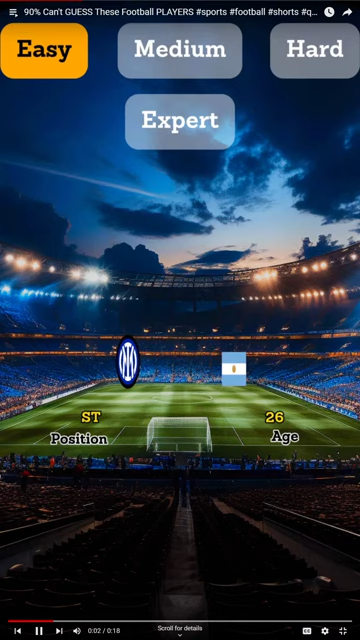 90% Can't GUESS These Football PLAYERS #sports #football #shorts #q...
Easy
Medium
Hard
Expert
ST
Position
26
Age
0:02 / 0:18
Scroll for details
CC